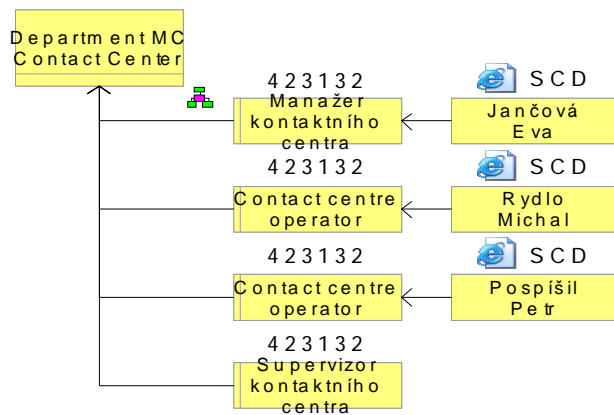 Department MC
Contact Center
423132
SCD
Manažer
kontaktního
centra
Jančová
Eva
423132
SCD
Contact centre
operator
Rydlo
Michal
423132
SCD
Contact centre
operator
Pospíšil
Petr
423132
Supervizor
kontaktního
centra